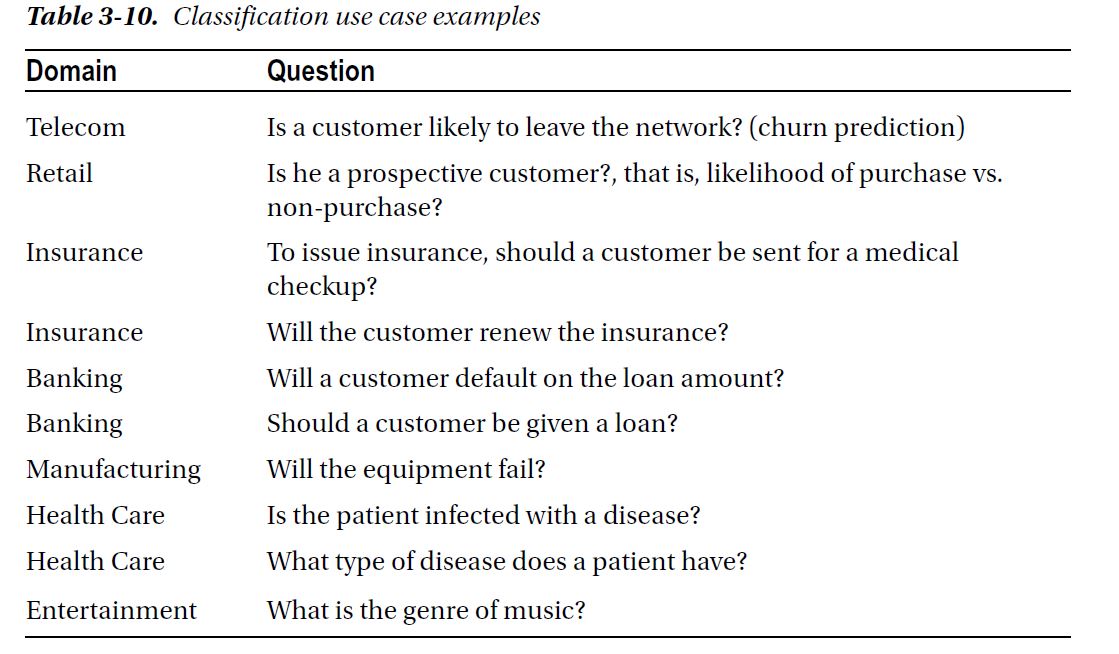 Table 3-10. Classification use case examples
Domain Question
Telecom Is a customer likely to leave the network? (churn prediction)
Retail Is he a prospective customer?, that is, likelihood of purchase vs.
non-purchase?
Insurance To issue insurance, should a customer be sent for a medical
checkup?
Insurance Will the customer renew the insurance?
Banking Will a customer default on the loan amount?
Banking Should a customer be given a loan?
Manufacturing Will the equipment fail?
Health Care Is the patient infected with a disease?
Health Care What type of disease does a patient have?
Entertainment What is the genre of music?